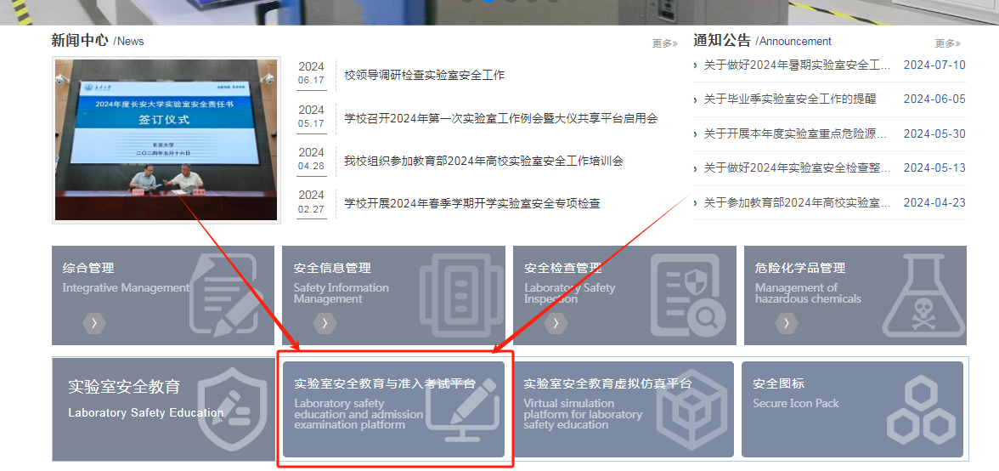 新闻中心 /News
更多»
2024年度长安大学实验室安全责任书
签订仪式
长安大学
二〇二四年五月十六日
2024
06.17
校领导调研检查实验室安全工作
2024
05.17
学校召开2024年第一次实验室工作例会暨大仪共享平台启用会
2024
04.28
我校组织参加教育部2024年高校实验室安全工作培训会
2024
02.27
学校开展2024年春季学期开学实验室安全专项检查
通知公告 /Announcement
更多»
› 关于做好2024年暑期实验室安全工... 2024-07-10
› 关于毕业季实验室安全工作的提醒 2024-06-05
› 关于开展本年度实验室重点危险源... 2024-05-30
› 关于做好2024年实验室安全检查整... 2024-05-13
› 关于参加教育部2024年高校实验室... 2024-04-23
综合管理
Integrative Management
安全信息管理
Safety Information
Management
安全检查管理
Laboratory Safety
Inspection
危险化学品管理
Management of
hazardous chemicals
实验室安全教育
Laboratory Safety Education
实验室安全教育与准入考试平台
Laboratory safety
education and admission
examination platform
实验室安全教育虚拟仿真平台
Virtual simulation
platform for laboratory
safety education
安全图标
Secure Icon Pack